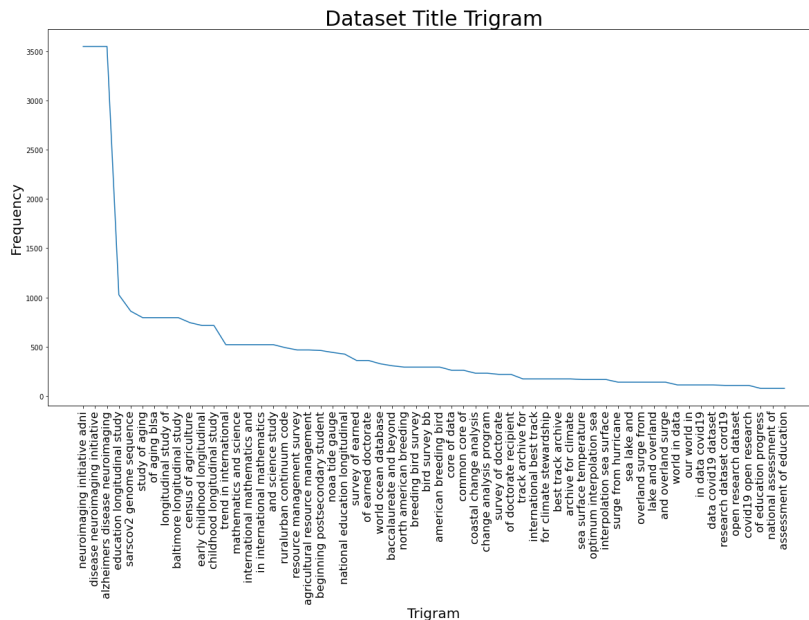 Dataset Title Trigram
3500
3000
2500
2000
1500
1000
500
0
Frequency
neuroimaging initiative adni
disease neuroimaging initiative
alzheimers disease neuroimaging
education longitudinal study
sarscov2 genome sequence
study of aging
of aging blsa
longitudinal study of
baltimore longitudinal study
census of agriculture
early childhood longitudinal
childhood longitudinal study
trend in international
mathematics and science
international mathematics and
in international mathematics
and science study
ruralurban continuum code
resource management survey
agricultural resource management
beginning postsecondary student
noaa tide gauge
national education longitudinal
survey of earned
of earned doctorate
world ocean database
baccalaureate and beyond
north american breeding
breeding bird survey
bird survey bb
american breeding bird
core of data
common core of
coastal change analysis
change analysis program
survey of doctorate
of doctorate recipient
track archive for
international best track
for climate stewardship
best track archive
archive for climate
sea surface temperature
optimum interpolation sea
interpolation sea surface
surge from hurricane
sea lake and
overland surge from
lake and overland
and overland surge
world in data
our world in
in data covid19
data covid19 dataset
research dataset cord19
open research dataset
covid19 open research
of education progress
national assessment of
assessment of education
Trigram